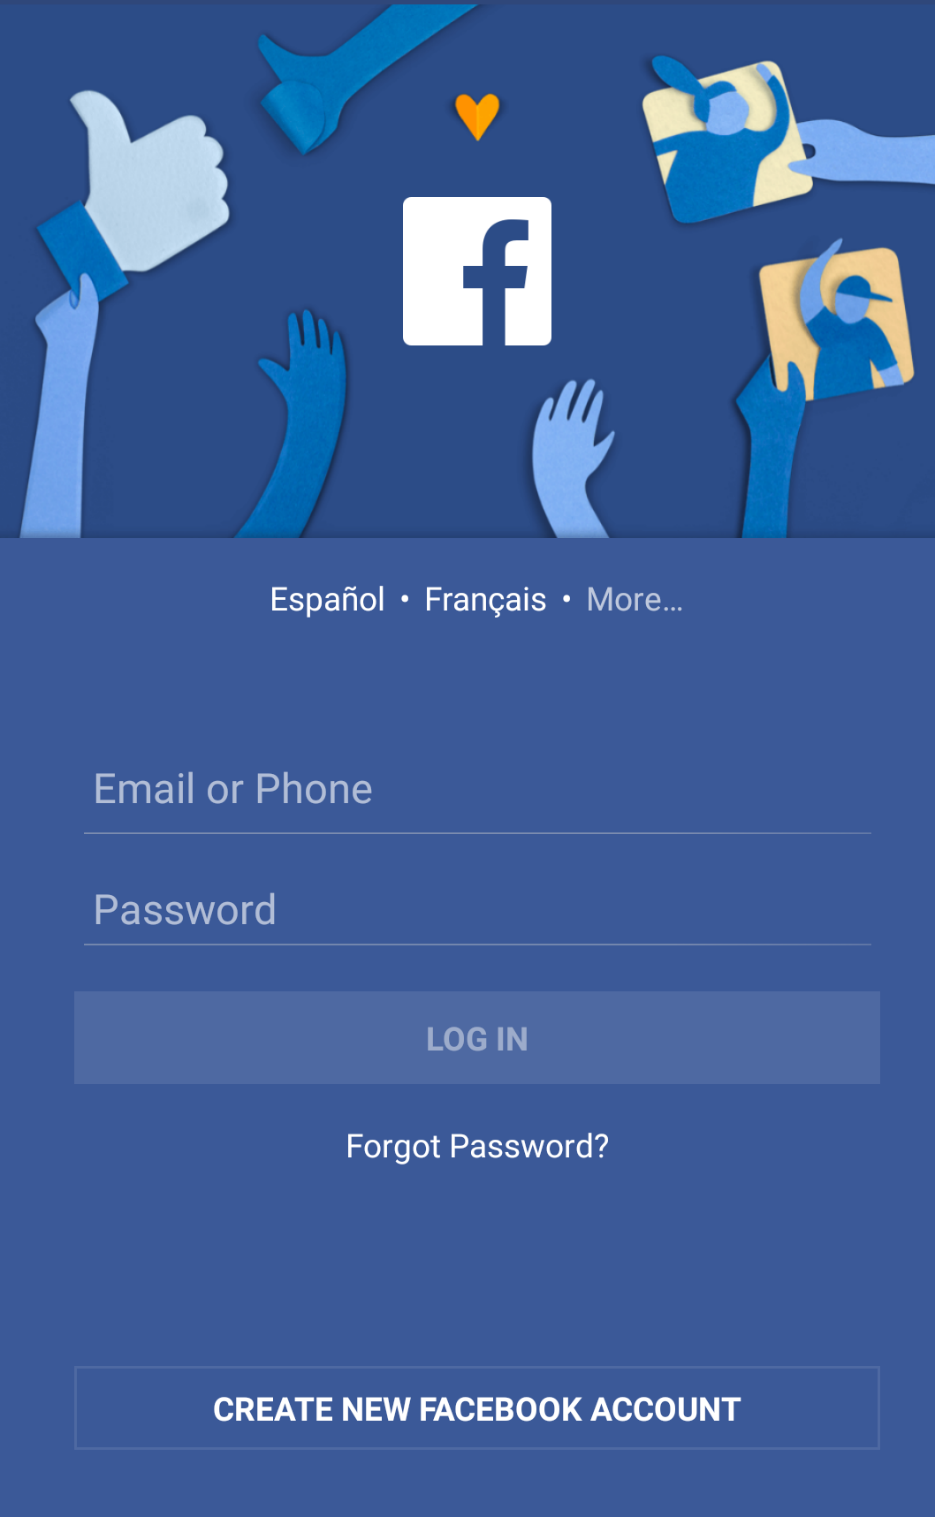 f
Español • Français • More...
Email or Phone
Password
LOG IN
Forgot Password?
CREATE NEW FACEBOOK ACCOUNT